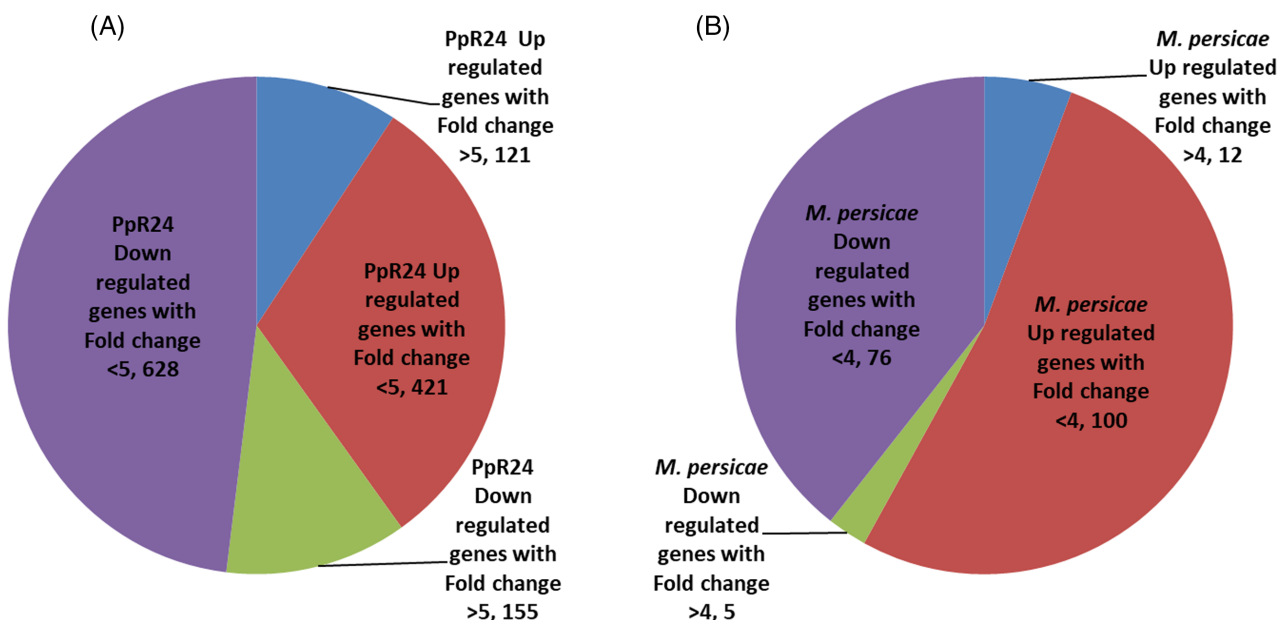 (A)
PpR24 Up
regulated
genes with
Fold change
>5, 121
PpR24
Down
regulated
genes with
Fold change
<5, 628
PpR24 Up
regulated
genes with
Fold change
<5, 421
PpR24
Down
regulated
genes with
Fold change
>5, 155
(B)
M. persicae
Up regulated
genes with
Fold change
>4, 12
M. persicae
Down
regulated
genes with
Fold change
<4, 76
M. persicae
Up regulated
genes with
Fold change
<4, 100
M. persicae
Down
regulated
genes with
Fold change
>4, 5